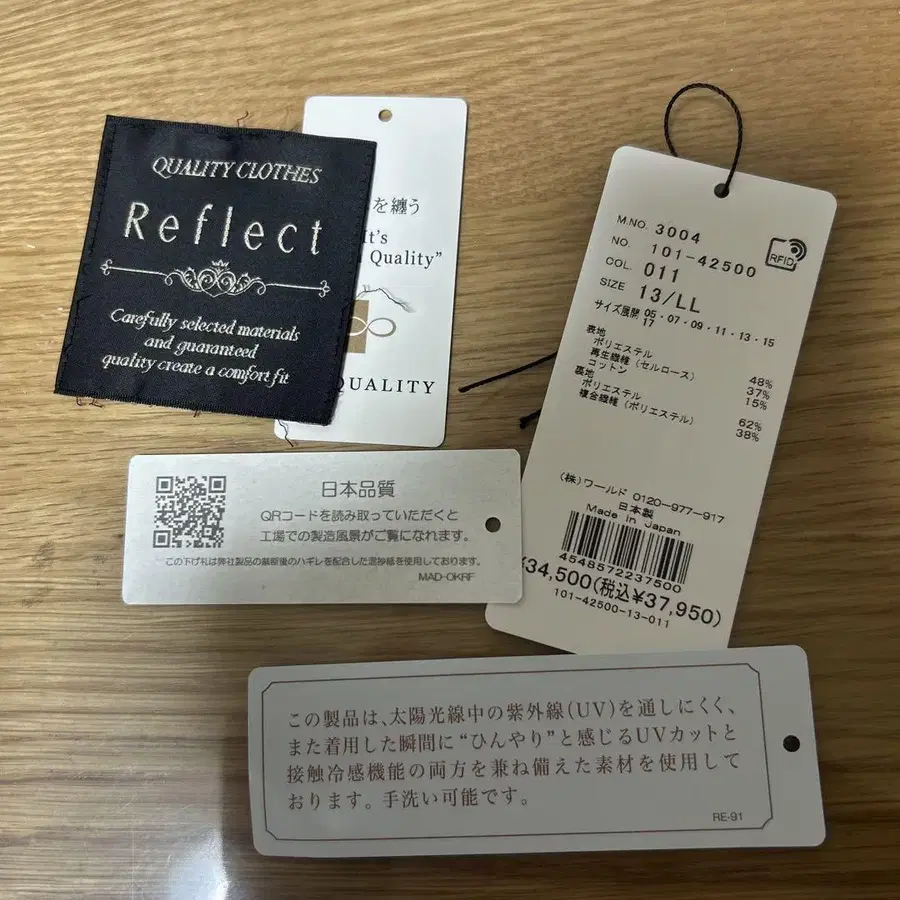 QUALITY CLOTHES
Reflect
Carefully selected materials
and guaranteed
quality create a comfort fit
を纏う
It's
Quality”
QUALITY
M.NO. 3004
NO. 101-42500
COL. 011
SIZE 13/LL
サイズ展開 05・07・09・11・13・15
17
RFID
表地
ポリエステル 48%
再生繊維(セルロース) 37%
コットン 15%
裏地
ポリエステル 62%
複合繊維(ポリエステル) 38%
(株)ワールド 0120-977-917
日本製
Made in Japan
4548572237500
¥34,500(税込¥37,950)
101-42500-13-011
日本品質
QRコードを読み取っていただくと
工場での製造風景がご覧になれます。
この下げ札は弊社製品の裁断後のハギレを配合した混抄紙を使用しております。
MAD-OKRF
この製品は、太陽光線中の紫外線(UV)を通しにくく、
また着用した瞬間に“ひんやり”と感じるUVカットと
接触冷感機能の両方を兼ね備えた素材を使用して
おります。手洗い可能です。
RE-91